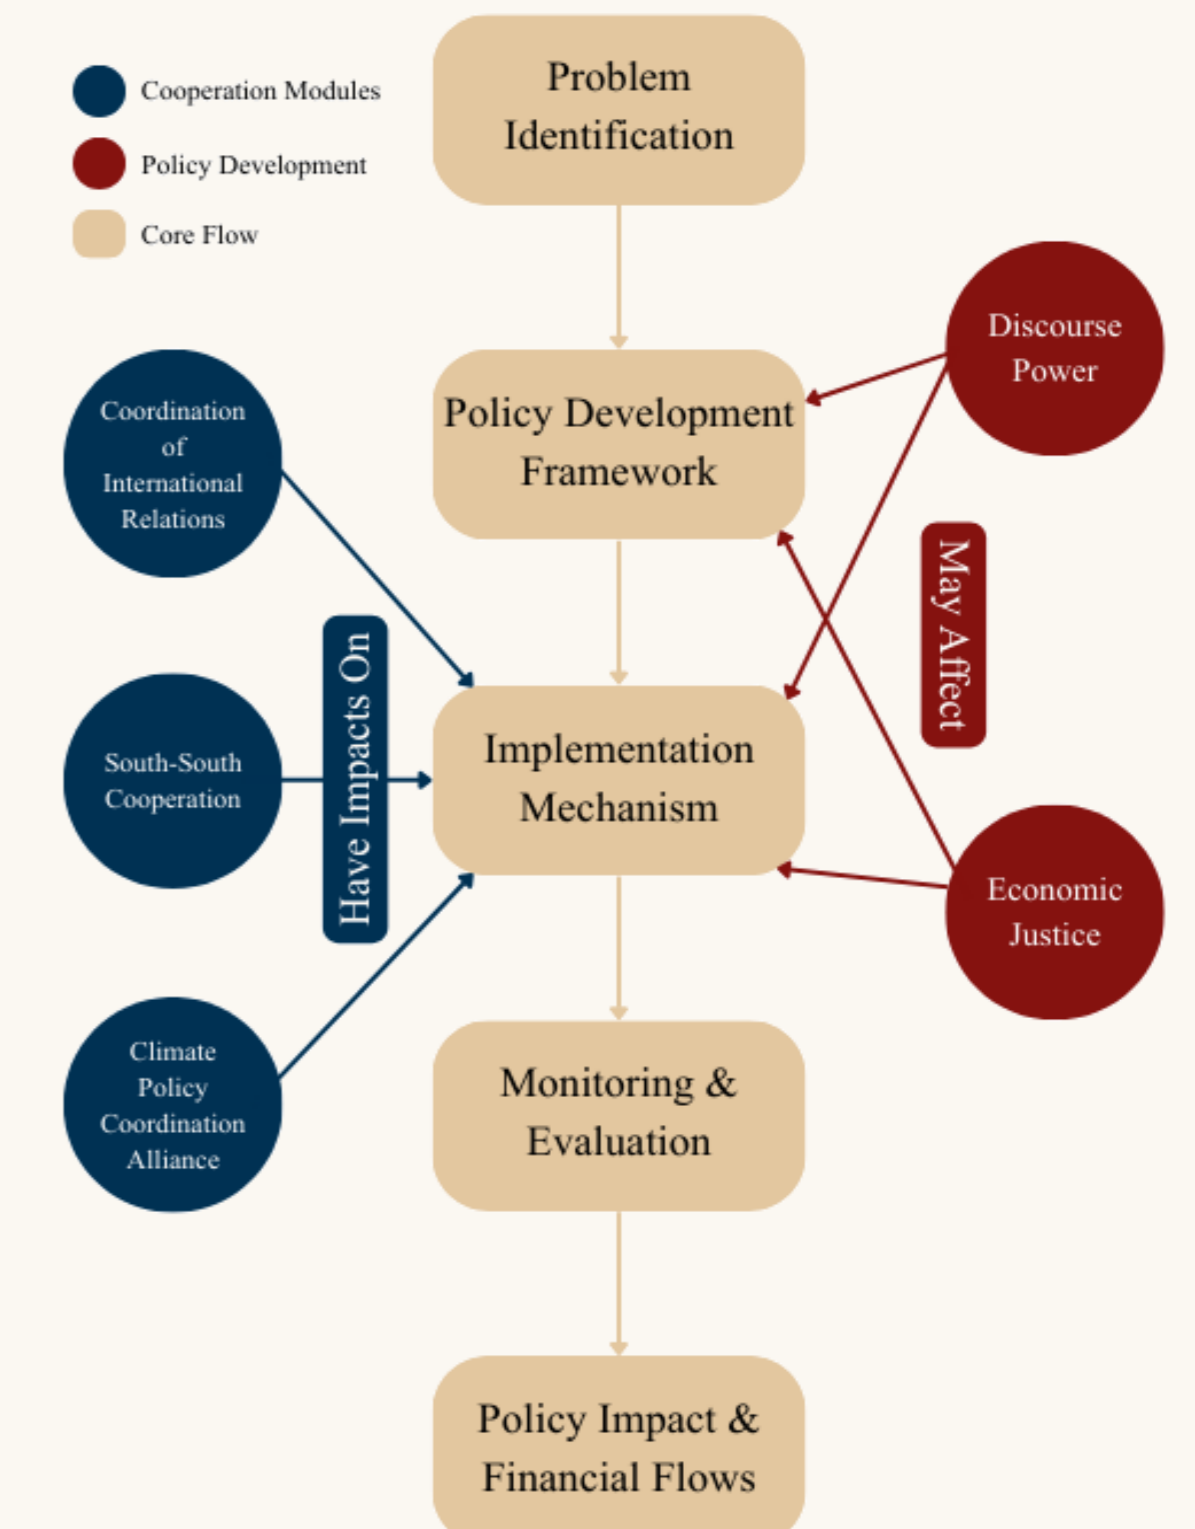 Problem
Identification
Cooperation Modules
Policy Development
Core Flow
Discourse
Power
Policy Development
Framework
Coordination
of
International
Relations
May Affect
Have Impacts On
Implementation
Mechanism
South-South
Cooperation
Economic
Justice
Climate
Policy
Coordination
Alliance
Monitoring &
Evaluation
Policy Impact &
Financial Flows